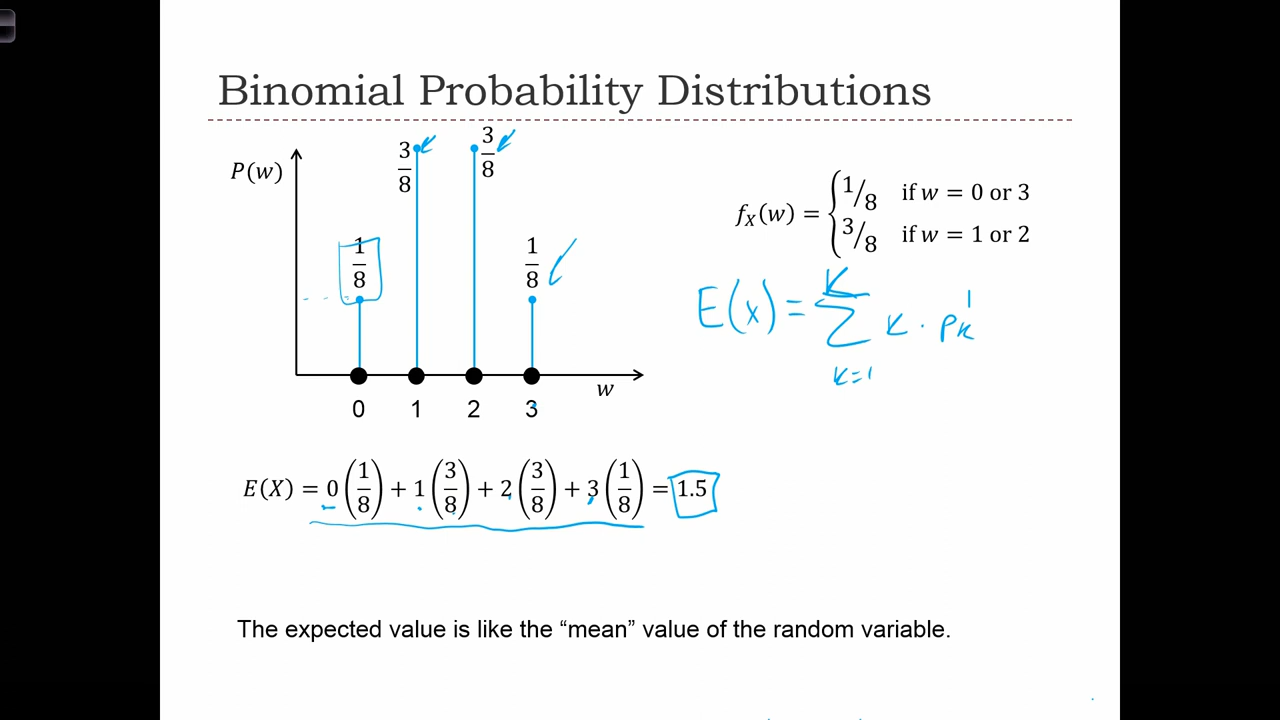 Binomial Probability Distributions
P(w)
3/8
3/8
1/8
1/8
w
0 1 2 3
f_X(w) = { 1/8 if w = 0 or 3
3/8 if w = 1 or 2
E(x) = Σ k · pk
k=1
E(X) = 0(1/8) + 1(3/8) + 2(3/8) + 3(1/8) = 1.5
The expected value is like the “mean” value of the random variable.